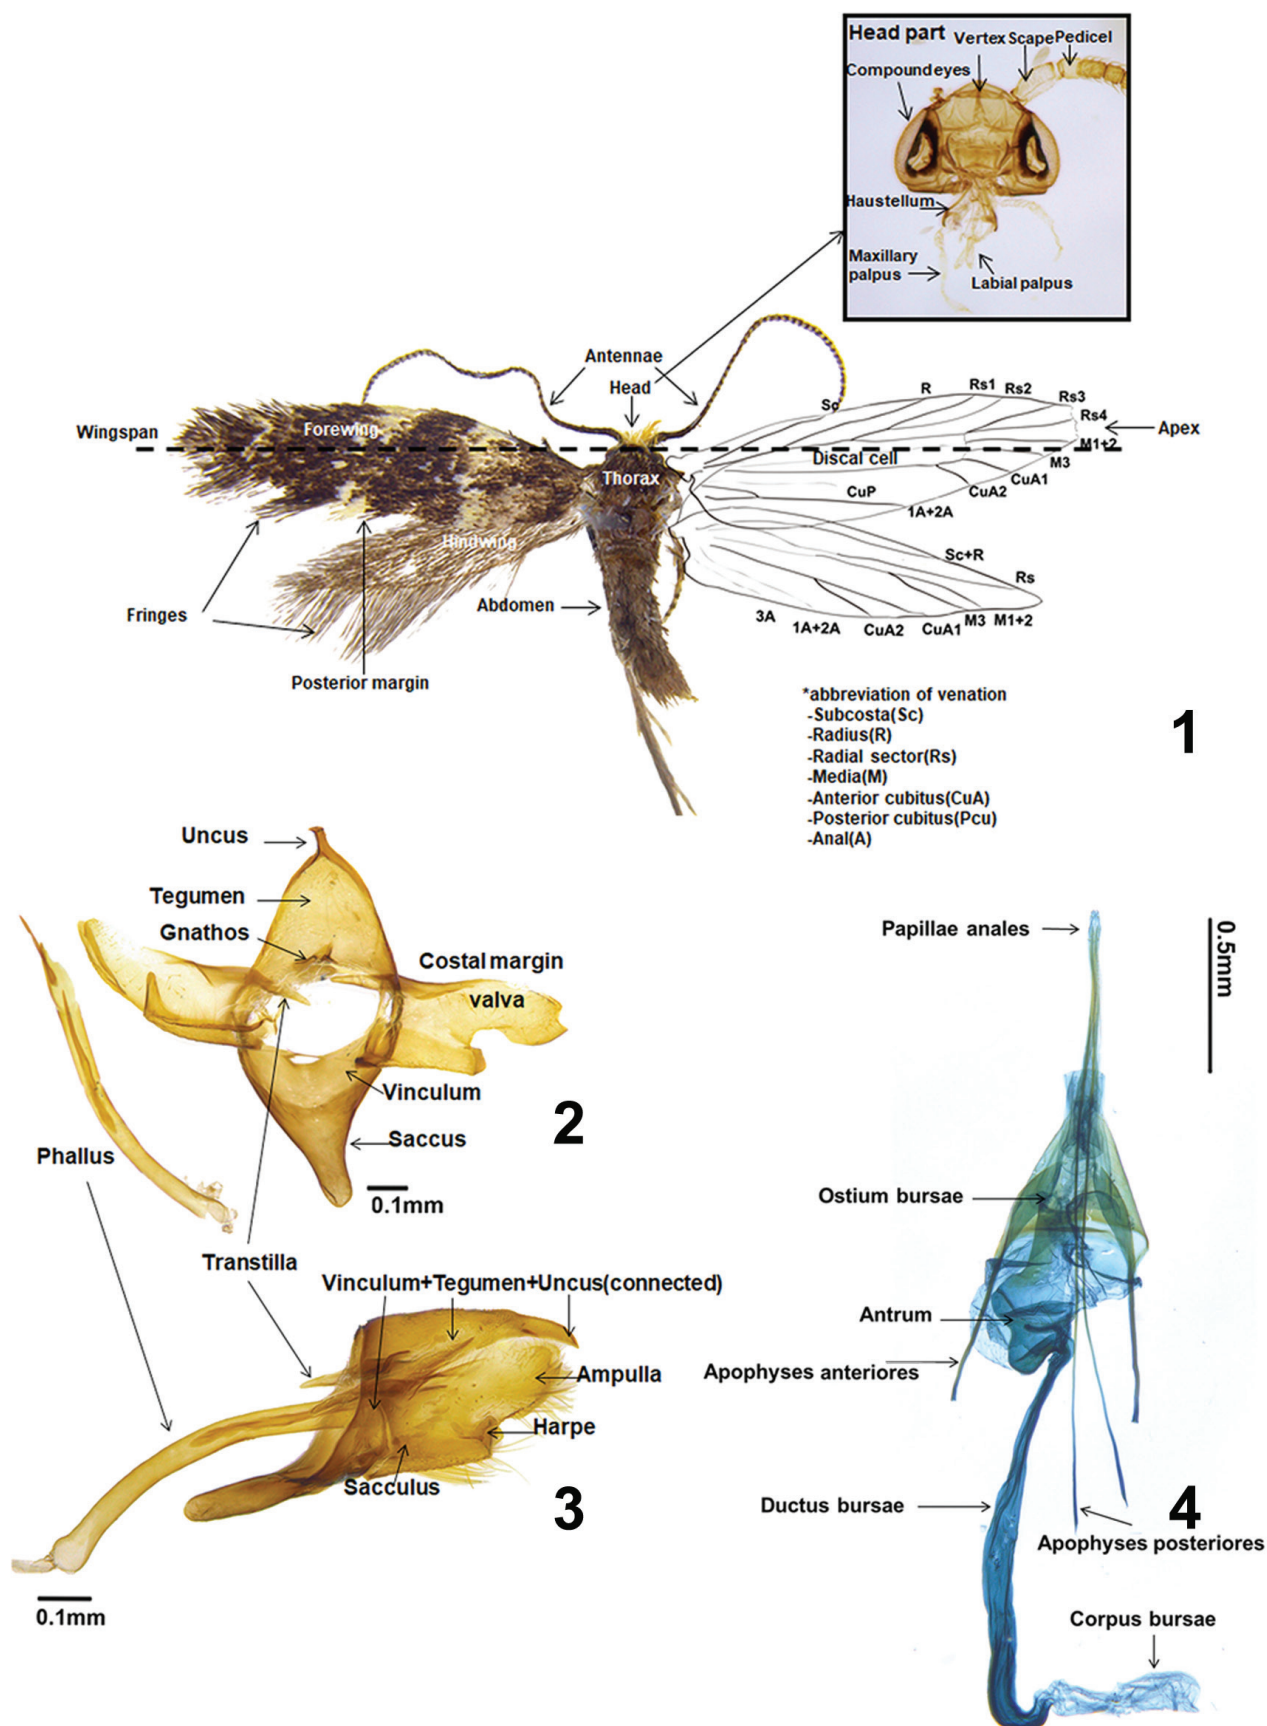 Head part
Vertex Scape Pedicel
Compound eyes
Haustellum
Maxillary
palpus
Labial palpus
Antennae
Head
Sc
R
Rs1
Rs2
Rs3
Rs4
Apex
Wingspan
Forewing
M1+2
Thorax
Discal cell
M3
CuA1
CuP
CuA2
1A+2A
Hindwing
Sc+R
Rs
Fringes
Abdomen
3A
1A+2A
CuA2
CuA1
M3
M1+2
Posterior margin
*abbreviation of venation
-Subcosta(Sc)
-Radius(R)
-Radial sector(Rs)
-Media(M)
-Anterior cubitus(CuA)
-Posterior cubitus(Pcu)
-Anal(A)
1
Uncus
Tegumen
Gnathos
Costal margin
valva
Vinculum
Saccus
Phallus
0.1mm
2
Transtilla
Vinculum+Tegumen+Uncus(connected)
Ampulla
Harpe
Sacculus
3
0.1mm
Papillae anales
0.5mm
Ostium bursae
Antrum
Apophyses anteriores
Ductus bursae
4
Apophyses posteriores
Corpus bursae